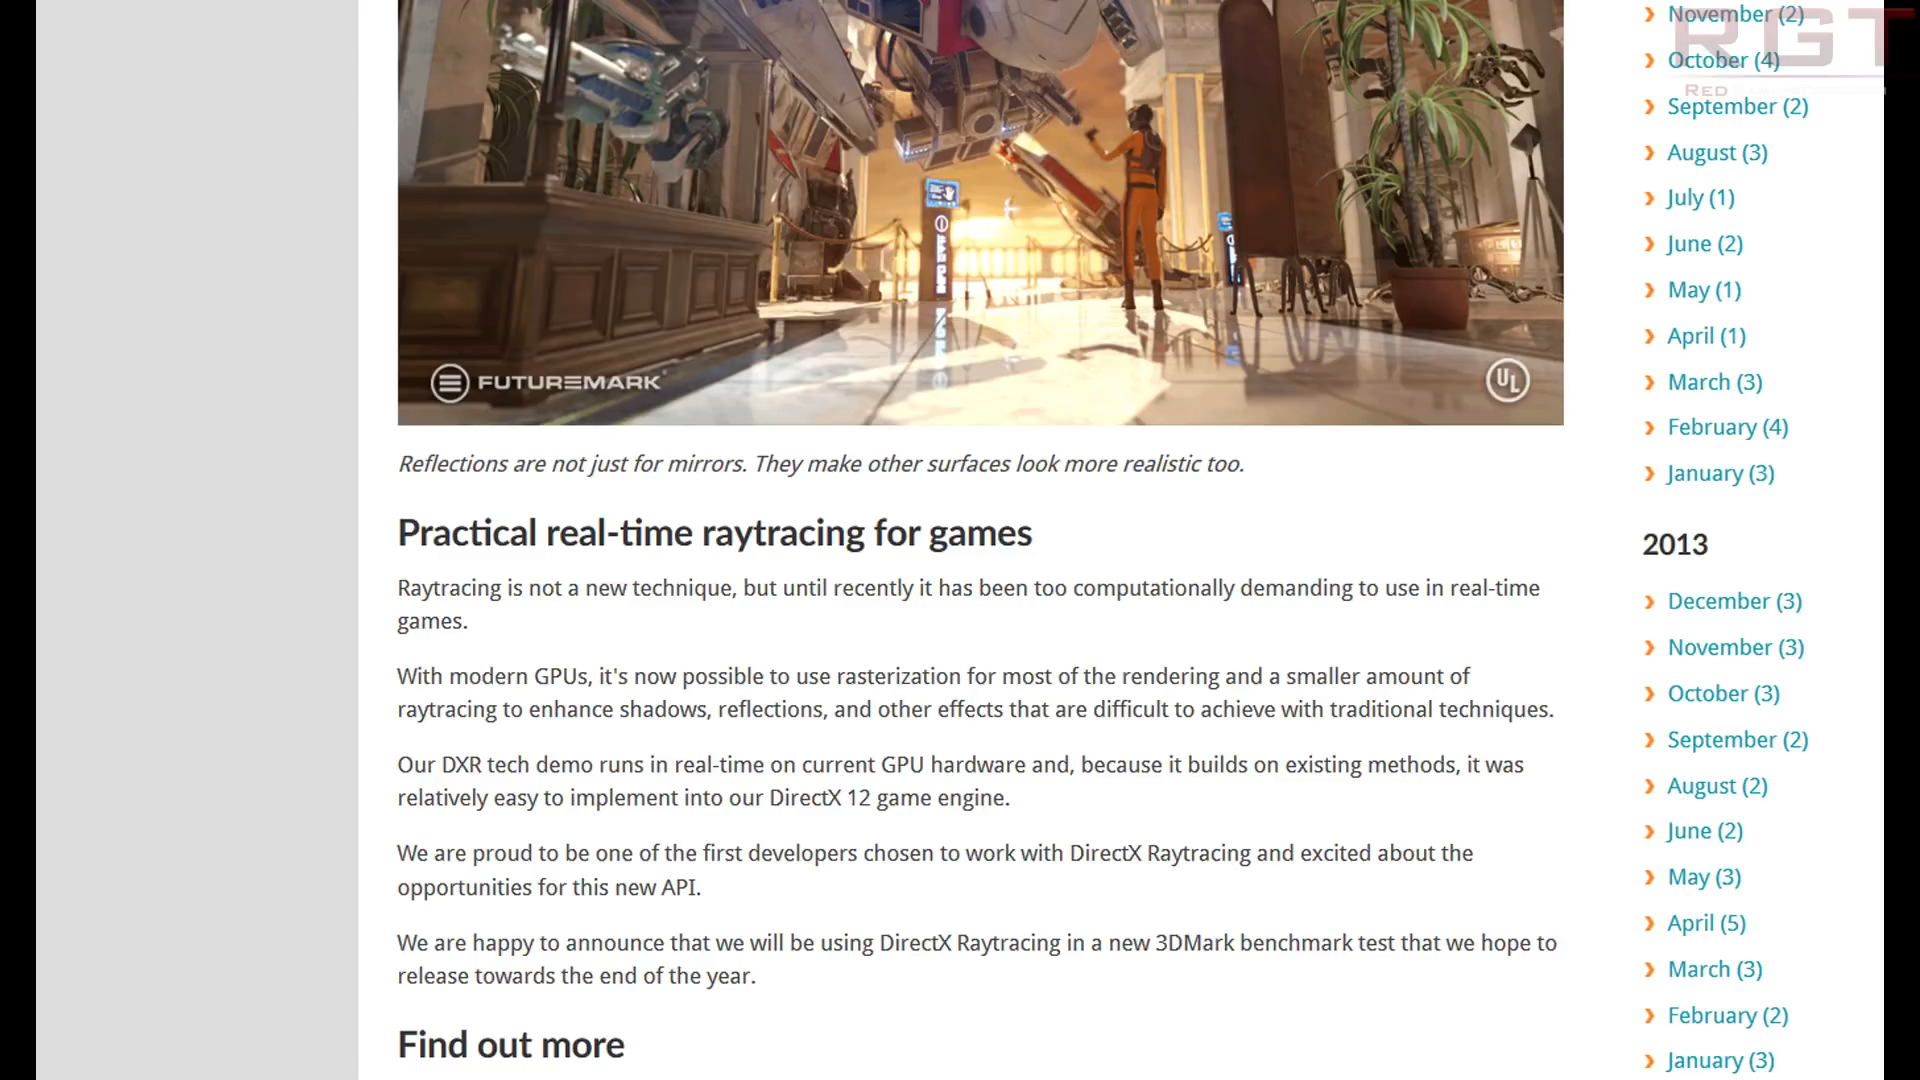 FUTUREMARK
UL
Reflections are not just for mirrors. They make other surfaces look more realistic too.
Practical real-time raytracing for games
Raytracing is not a new technique, but until recently it has been too computationally demanding to use in real-time
games.
With modern GPUs, it's now possible to use rasterization for most of the rendering and a smaller amount of
raytracing to enhance shadows, reflections, and other effects that are difficult to achieve with traditional techniques.
Our DXR tech demo runs in real-time on current GPU hardware and, because it builds on existing methods, it was
relatively easy to implement into our DirectX 12 game engine.
We are proud to be one of the first developers chosen to work with DirectX Raytracing and excited about the
opportunities for this new API.
We are happy to announce that we will be using DirectX Raytracing in a new 3DMark benchmark test that we hope to
release towards the end of the year.
Find out more
RGT
RED
November (2)
October (4)
September (2)
August (3)
July (1)
June (2)
May (1)
April (1)
March (3)
February (4)
January (3)
2013
December (3)
November (3)
October (3)
September (2)
August (2)
June (2)
May (3)
April (5)
March (3)
February (2)
January (3)